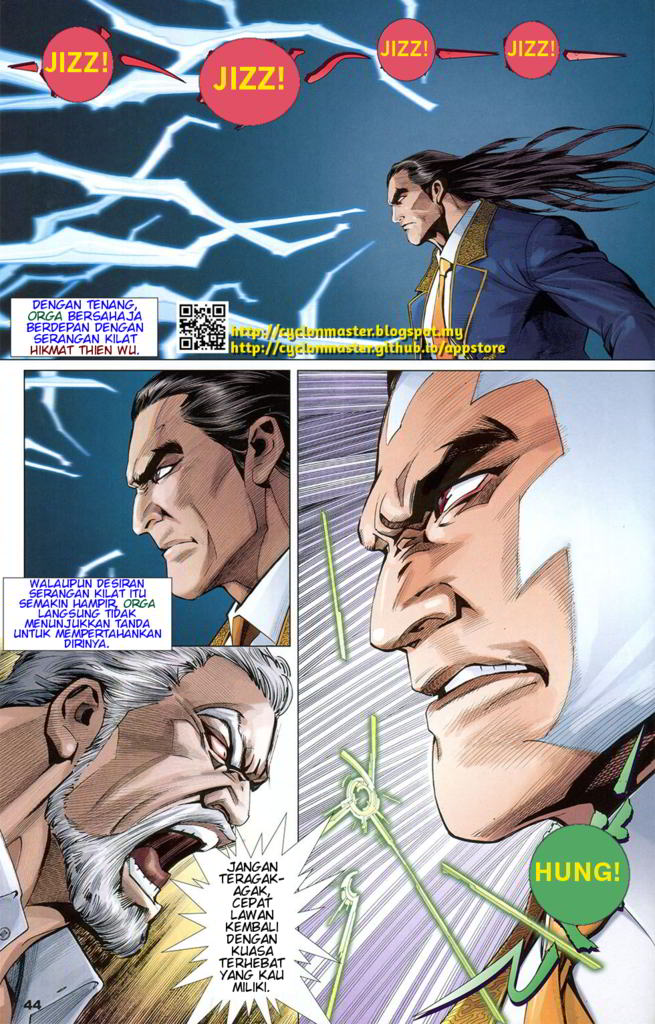 JIZZ!
JIZZ!
JIZZ!
JIZZ!
DENGAN TENANG,
ORGA BERSAHAJA
BERDEPAN DENGAN
SERANGAN KILAT
HIKMAT THIEN WU.
http://cyclonmaster.blogspot.my
http://cyclonmaster.github.io/appstore
WALAUPUN DESIRAN
SERANGAN KILAT ITU
SEMAKIN HAMPIR, ORGA
LANGSUNG TIDAK
MENUNJUKKAN TANDA
UNTUK MEMPERTAHANKAN
DIRINYA.
JANGAN
TERAGAK-
AGAK,
CEPAT
LAWAN
KEMBALI
DENGAN
KUASA
TERHEBAT
YANG KAU
MILIKI.
HUNG!
44